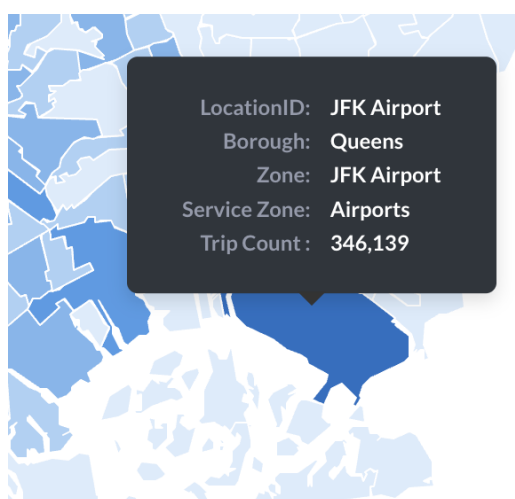 LocationID: JFK Airport
Borough: Queens
Zone: JFK Airport
Service Zone: Airports
Trip Count : 346,139